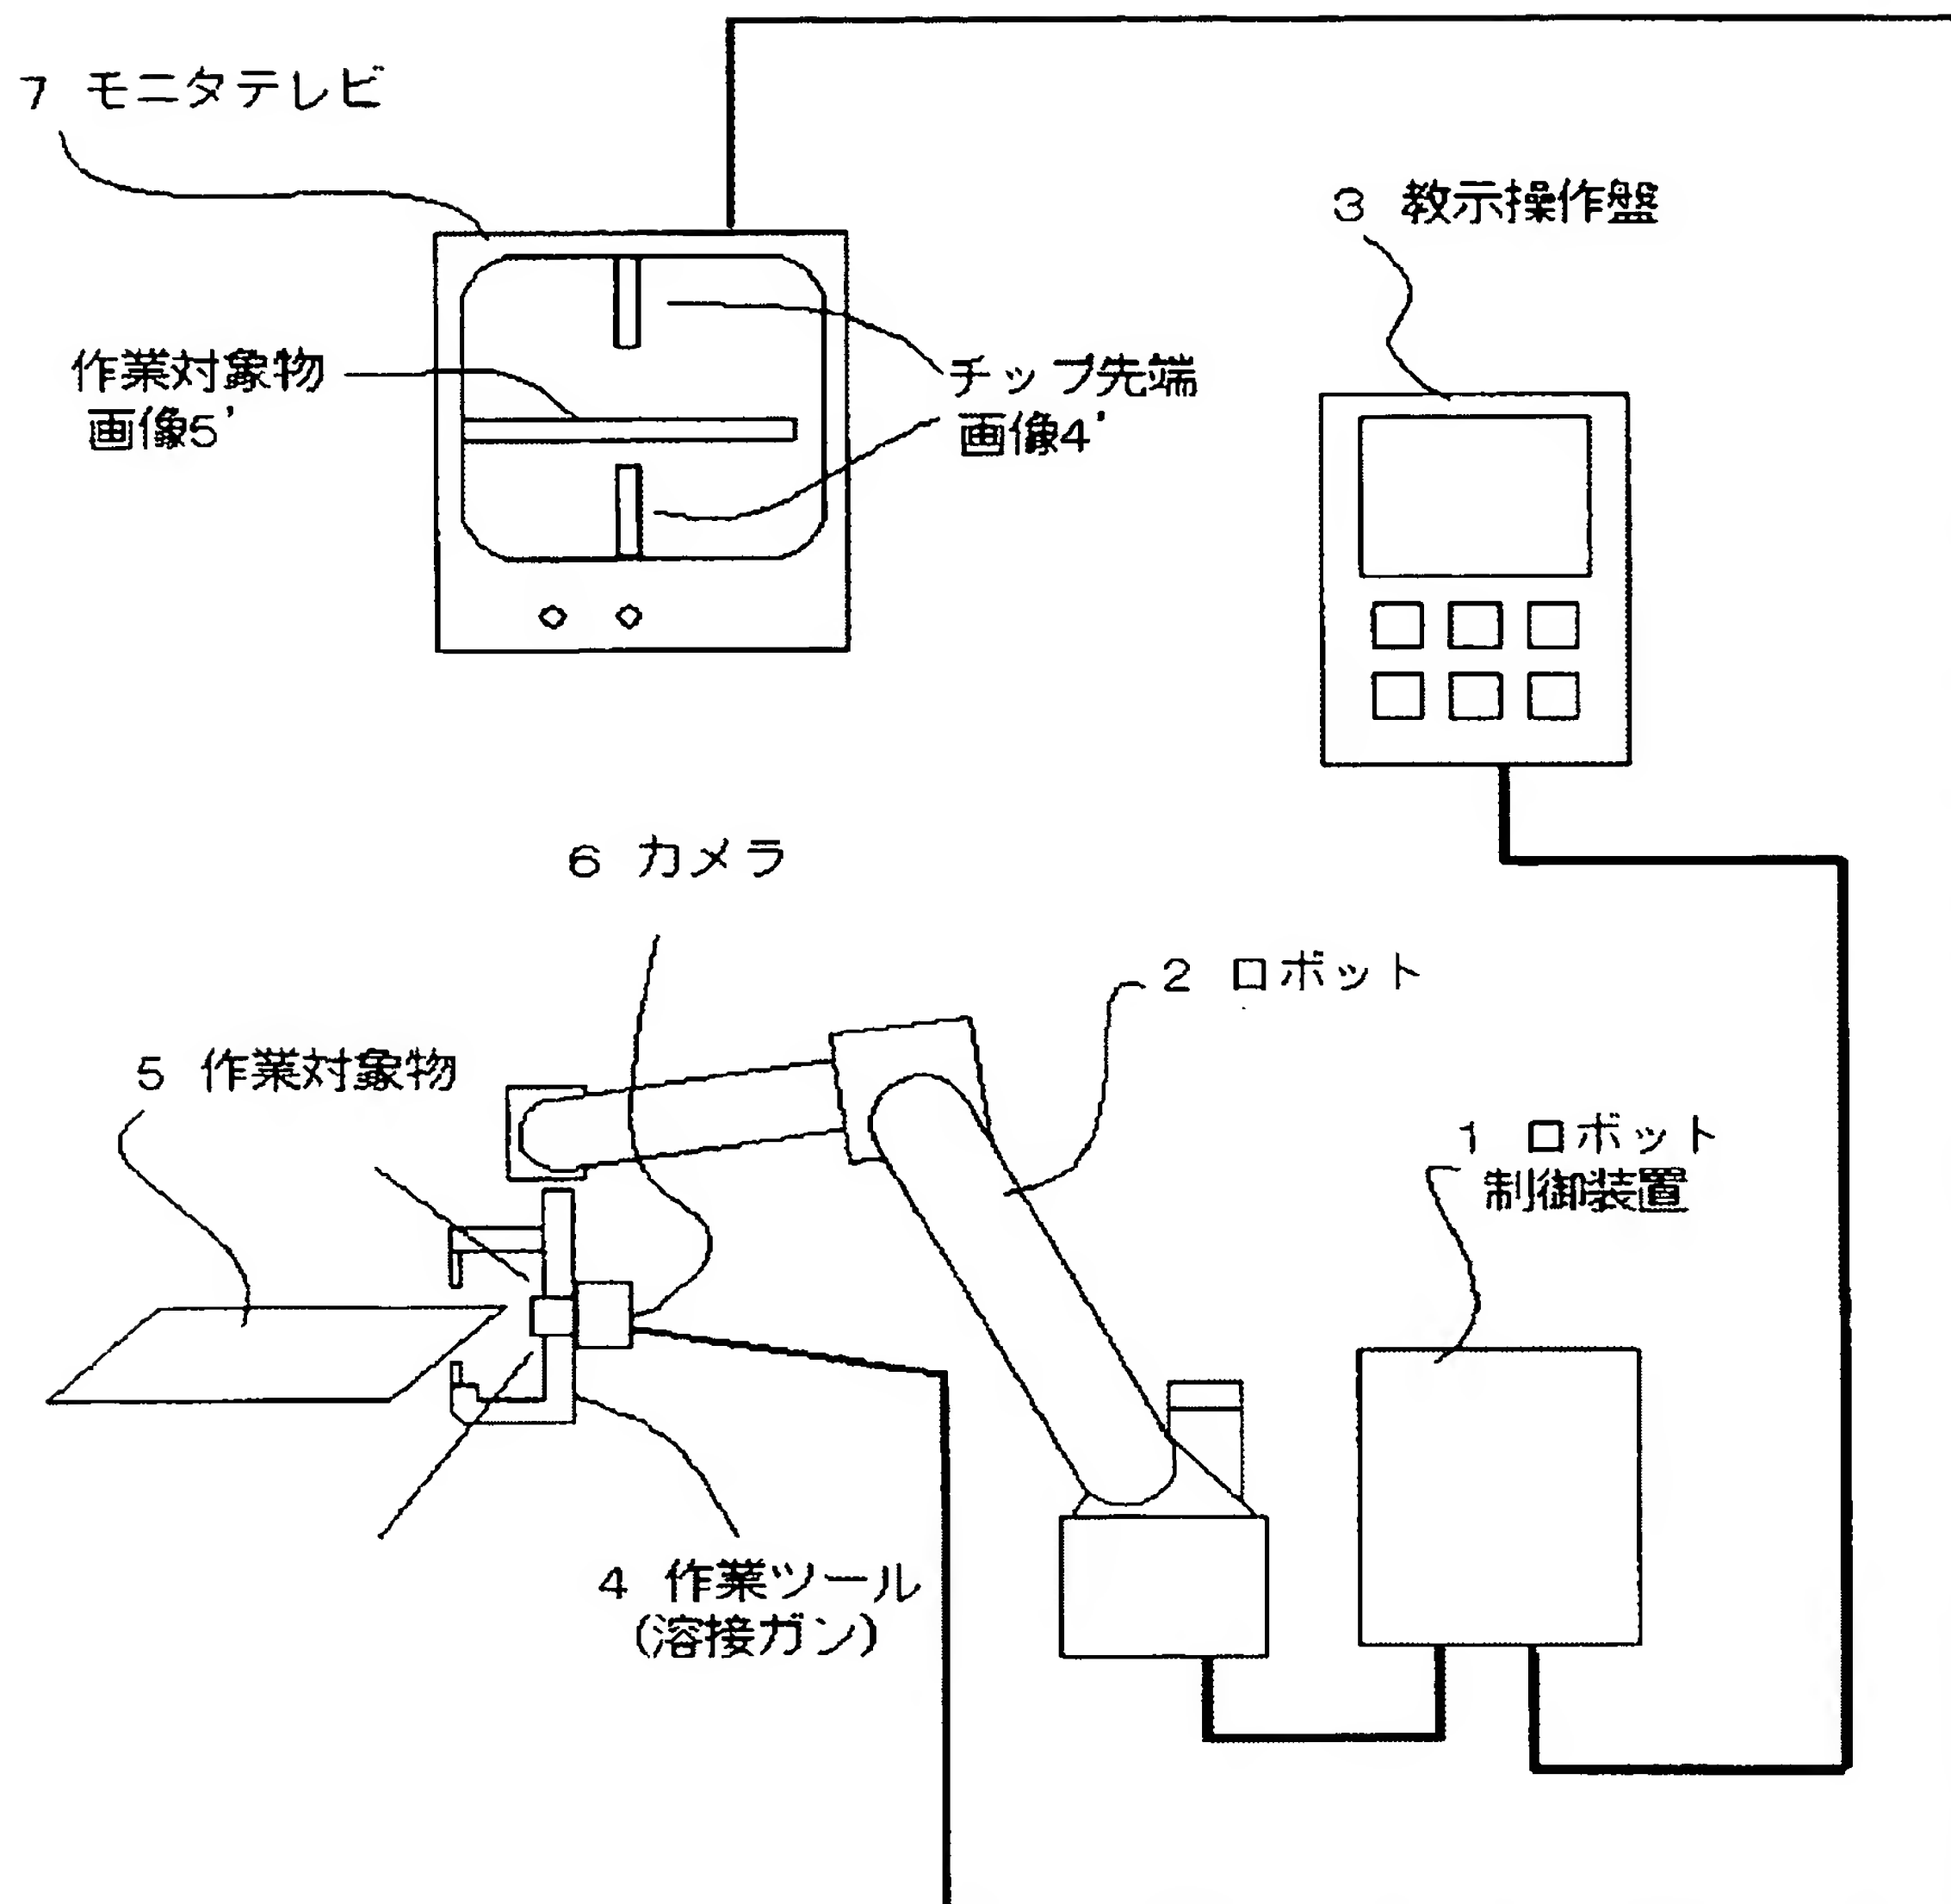 7 モニタテレビ
3 教示操作盤
作業対象物
画像5'
チップ先端
画像4'
6 カメラ
2 ロボット
5 作業対象物
1 ロボット
制御装置
4 作業ツール
(溶接ガン)